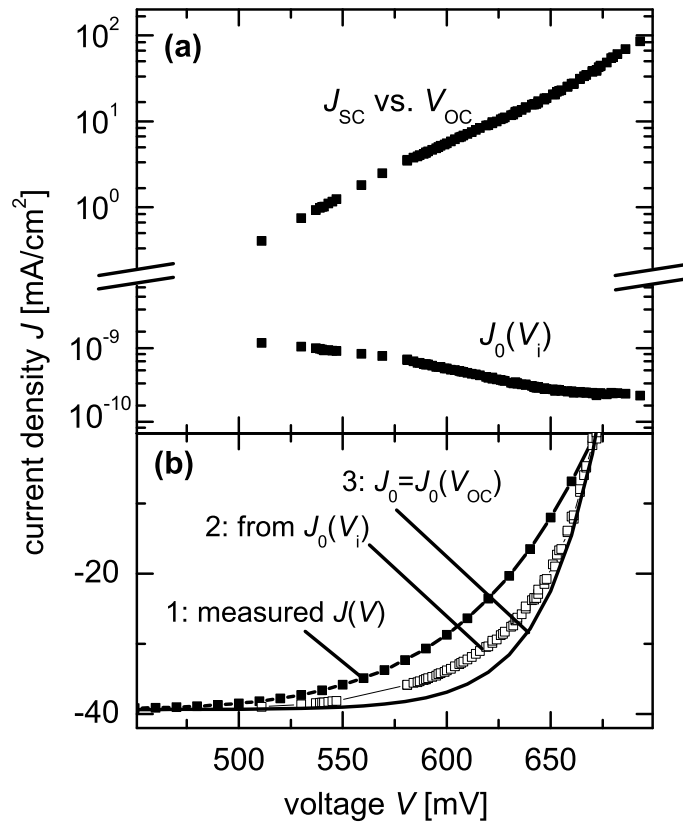 (a)
J_SC vs. V_OC
10^2
10^1
10^0
10^-9
10^-10
J_0(V_i)
current density J [mA/cm^2]
(b)
3: J_0=J_0(V_OC)
2: from J_0(V_i)
1: measured J(V)
-20
-40
500 550 600 650
voltage V [mV]